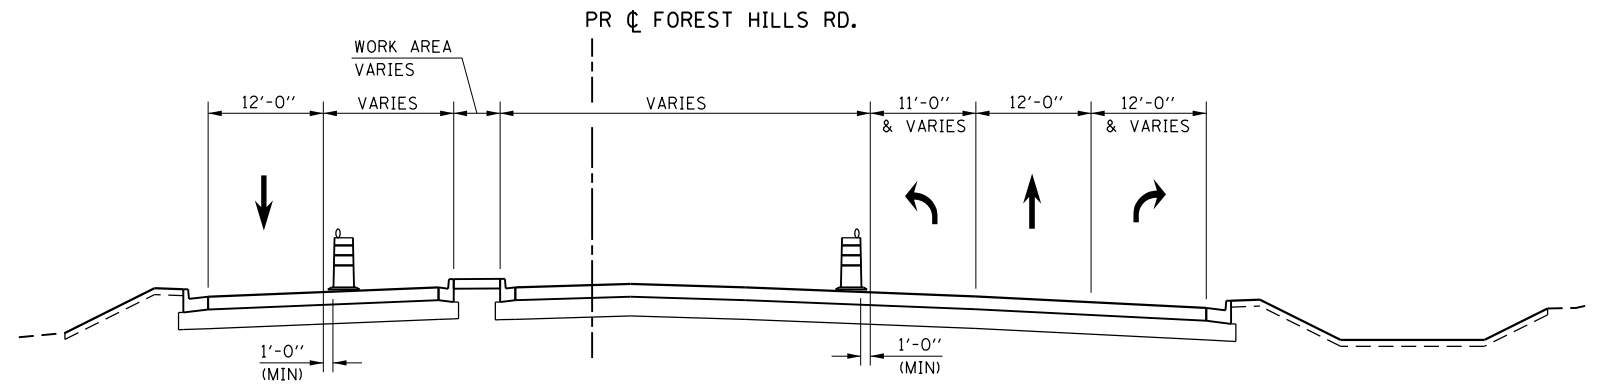 PR ℄ FOREST HILLS RD.
WORK AREA
VARIES
12'-0"
VARIES
VARIES
11'-0"
& VARIES
12'-0"
12'-0"
& VARIES
1'-0"
(MIN)
1'-0"
(MIN)